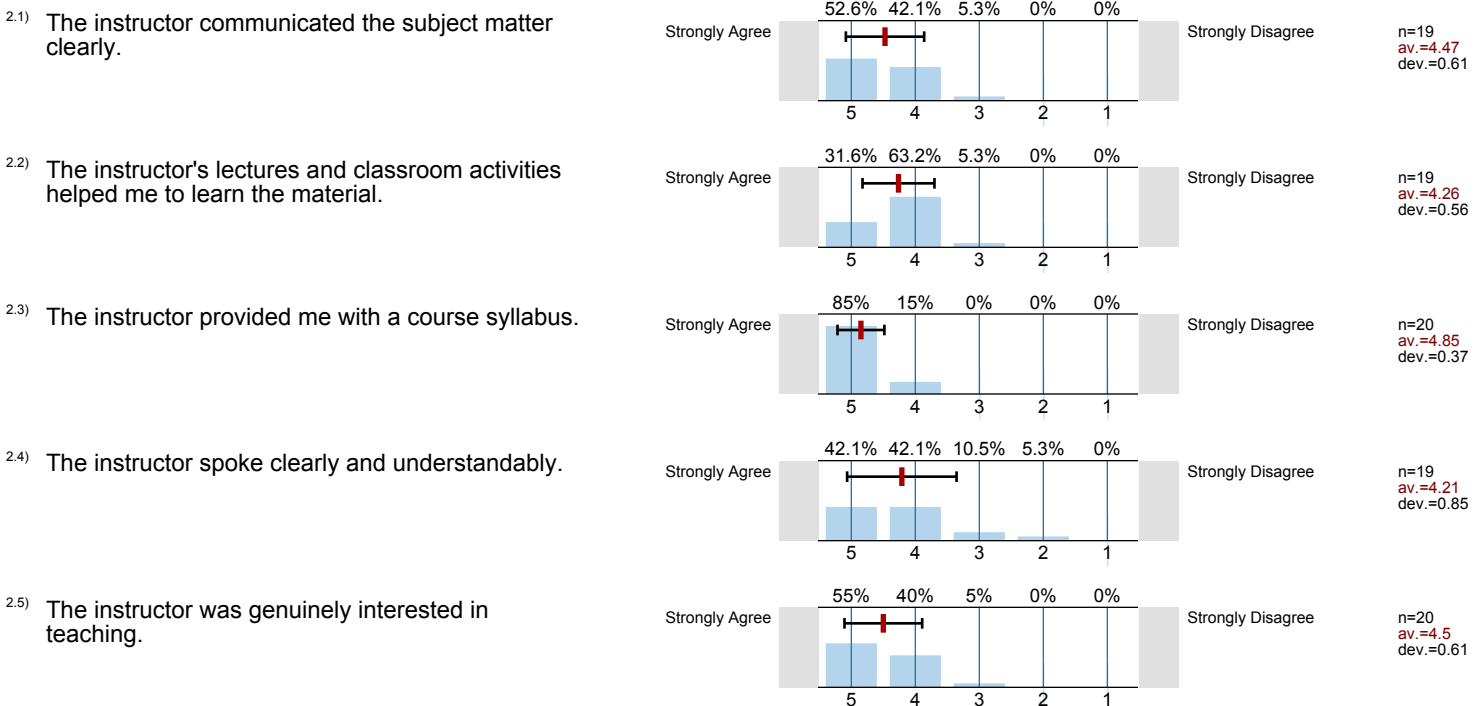 52.6% 42.1% 5.3% 0% 0%
2.1) The instructor communicated the subject matter
clearly.
Strongly Agree
Strongly Disagree
n=19
av.=4.47
dev.=0.61
5 4 3 2 1
31.6% 63.2% 5.3% 0% 0%
2.2) The instructor's lectures and classroom activities
helped me to learn the material.
Strongly Agree
Strongly Disagree
n=19
av.=4.26
dev.=0.56
5 4 3 2 1
85% 15% 0% 0% 0%
2.3) The instructor provided me with a course syllabus.
Strongly Agree
Strongly Disagree
n=20
av.=4.85
dev.=0.37
5 4 3 2 1
42.1% 42.1% 10.5% 5.3% 0%
2.4) The instructor spoke clearly and understandably.
Strongly Agree
Strongly Disagree
n=19
av.=4.21
dev.=0.85
5 4 3 2 1
55% 40% 5% 0% 0%
2.5) The instructor was genuinely interested in
teaching.
Strongly Agree
Strongly Disagree
n=20
av.=4.5
dev.=0.61
5 4 3 2 1